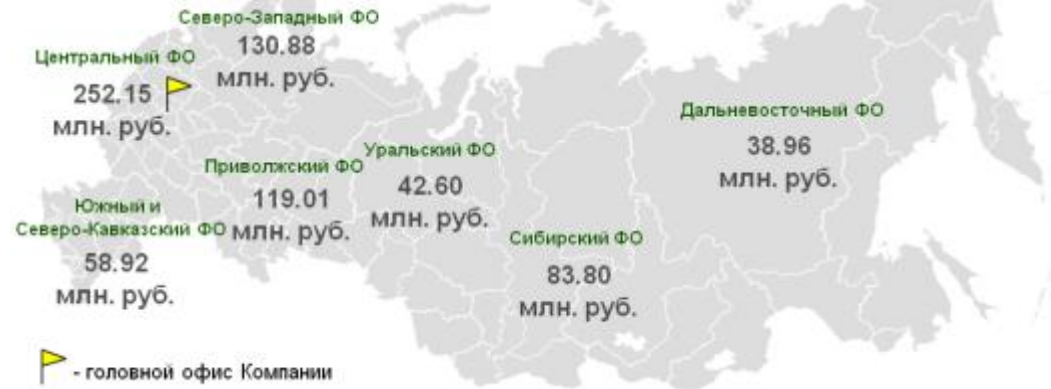 Северо-Западный ФО
130.88
млн. руб.
Центральный ФО
252.15
млн. руб.
Дальневосточный ФО
38.96
млн. руб.
Уральский ФО
42.60
млн. руб.
Приволжский ФО
119.01
млн. руб.
Южный и
Северо-Кавказский ФО
58.92
млн. руб.
Сибирский ФО
83.80
млн. руб.
- головной офис Компании